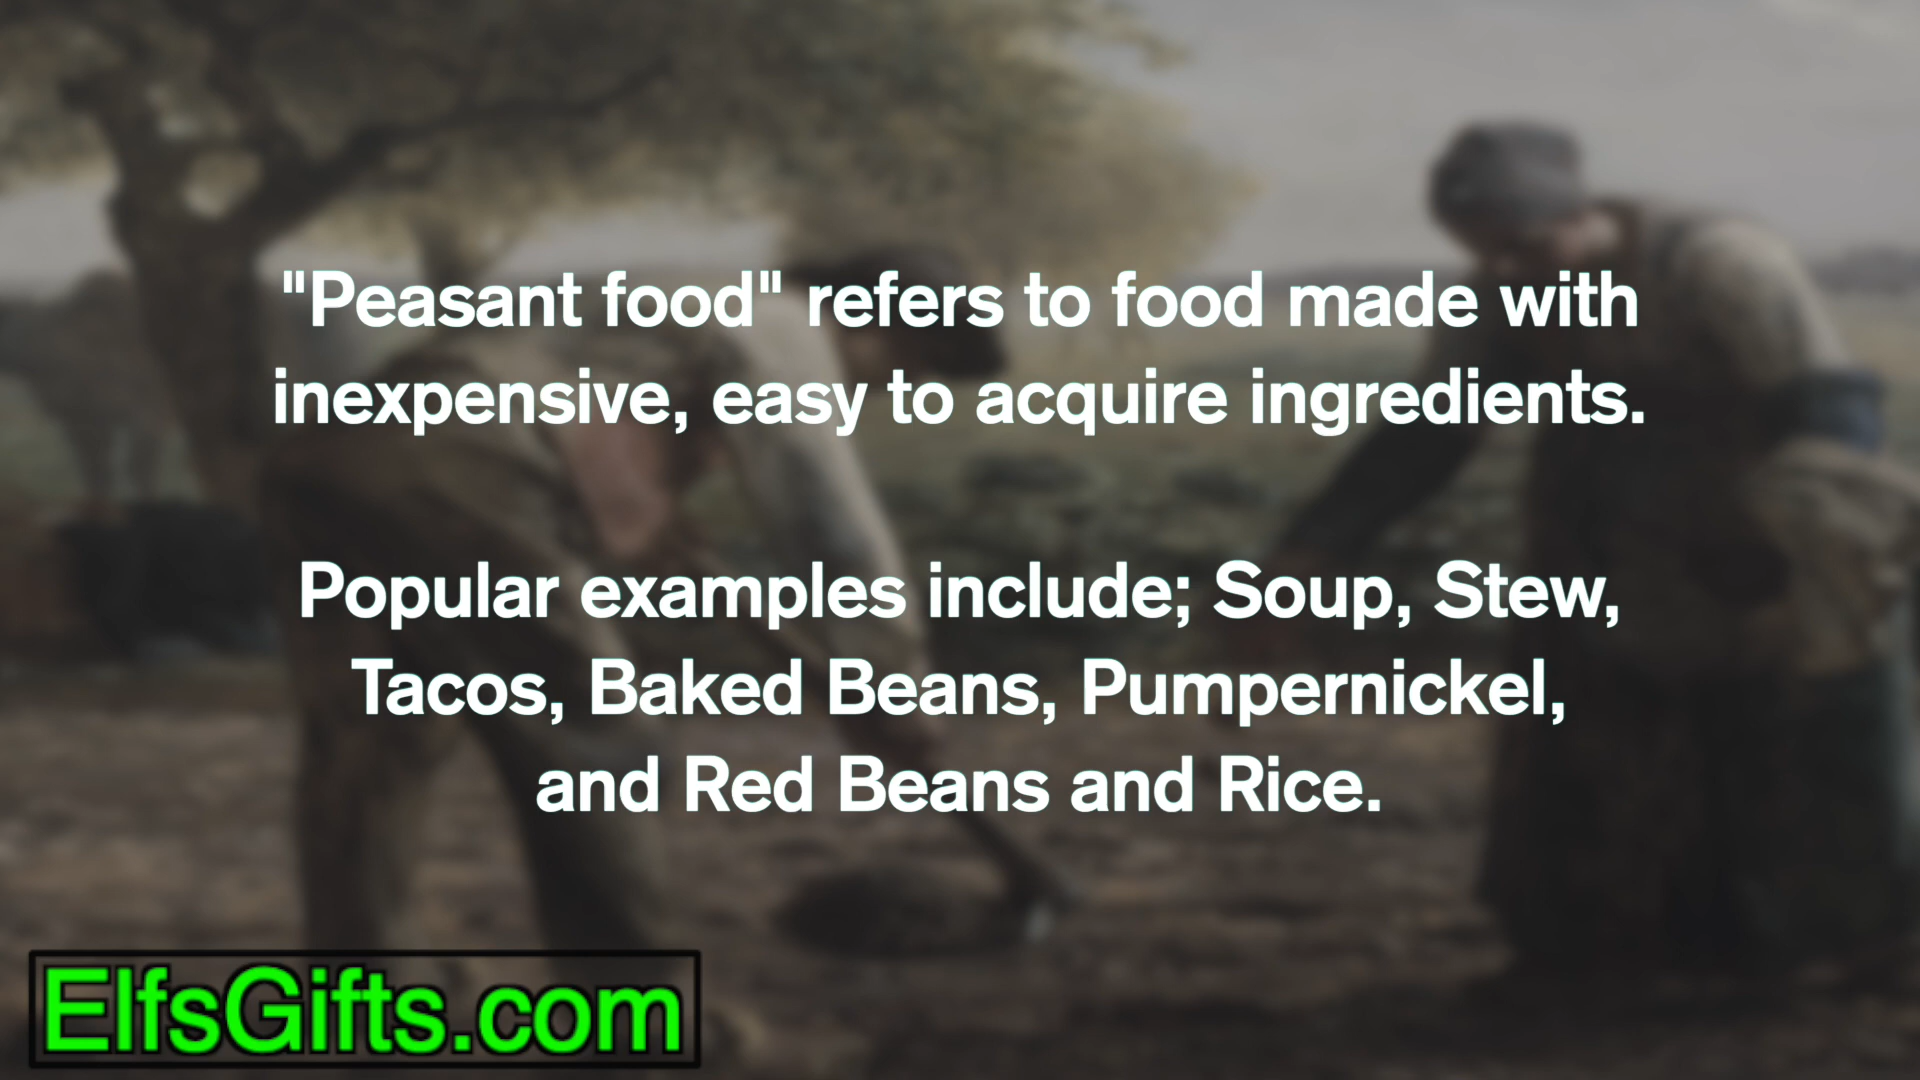 "Peasant food" refers to food made with
inexpensive, easy to acquire ingredients.
Popular examples include; Soup, Stew,
Tacos, Baked Beans, Pumpernickel,
and Red Beans and Rice.
ElfsGifts.com